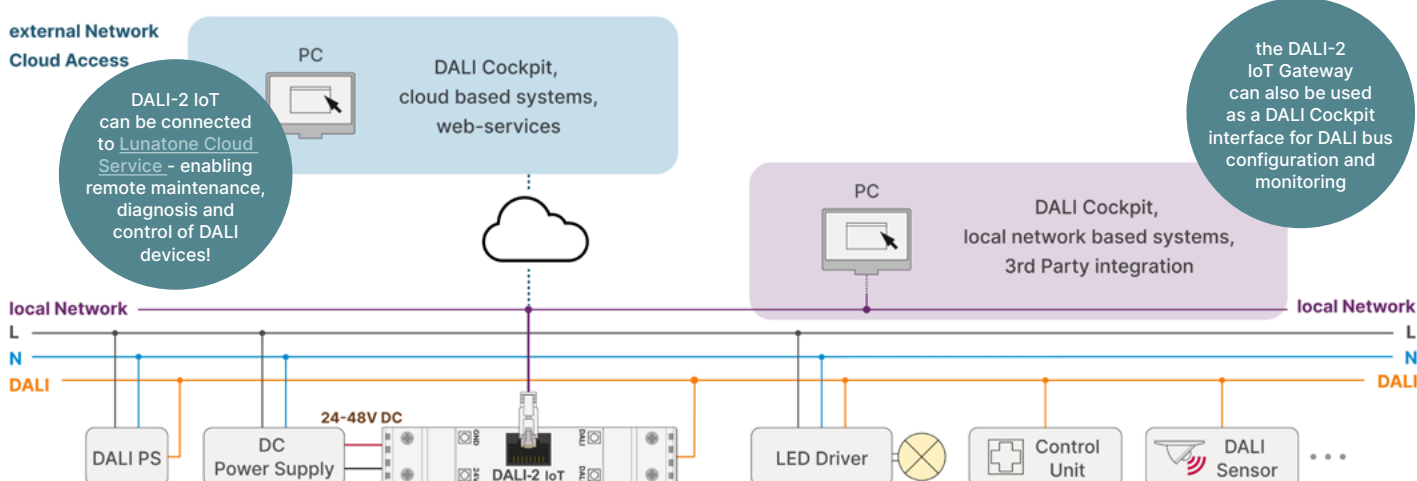 external Network
Cloud Access
DALI-2 IoT
can be connected
to Lunatone Cloud
Service - enabling
remote maintenance,
diagnosis and
control of DALI
devices!
PC
DALI Cockpit,
cloud based systems,
web-services
the DALI-2
IoT Gateway
can also be used
as a DALI Cockpit
interface for DALI bus
configuration and
monitoring
PC
DALI Cockpit,
local network based systems,
3rd Party integration
local Network
local Network
L
L
N
N
DALI
DALI
24-48V DC
DALI PS
DC
Power Supply
GND
DALI
DALI-2 IoT
LED Driver
Control
Unit
DALI
Sensor